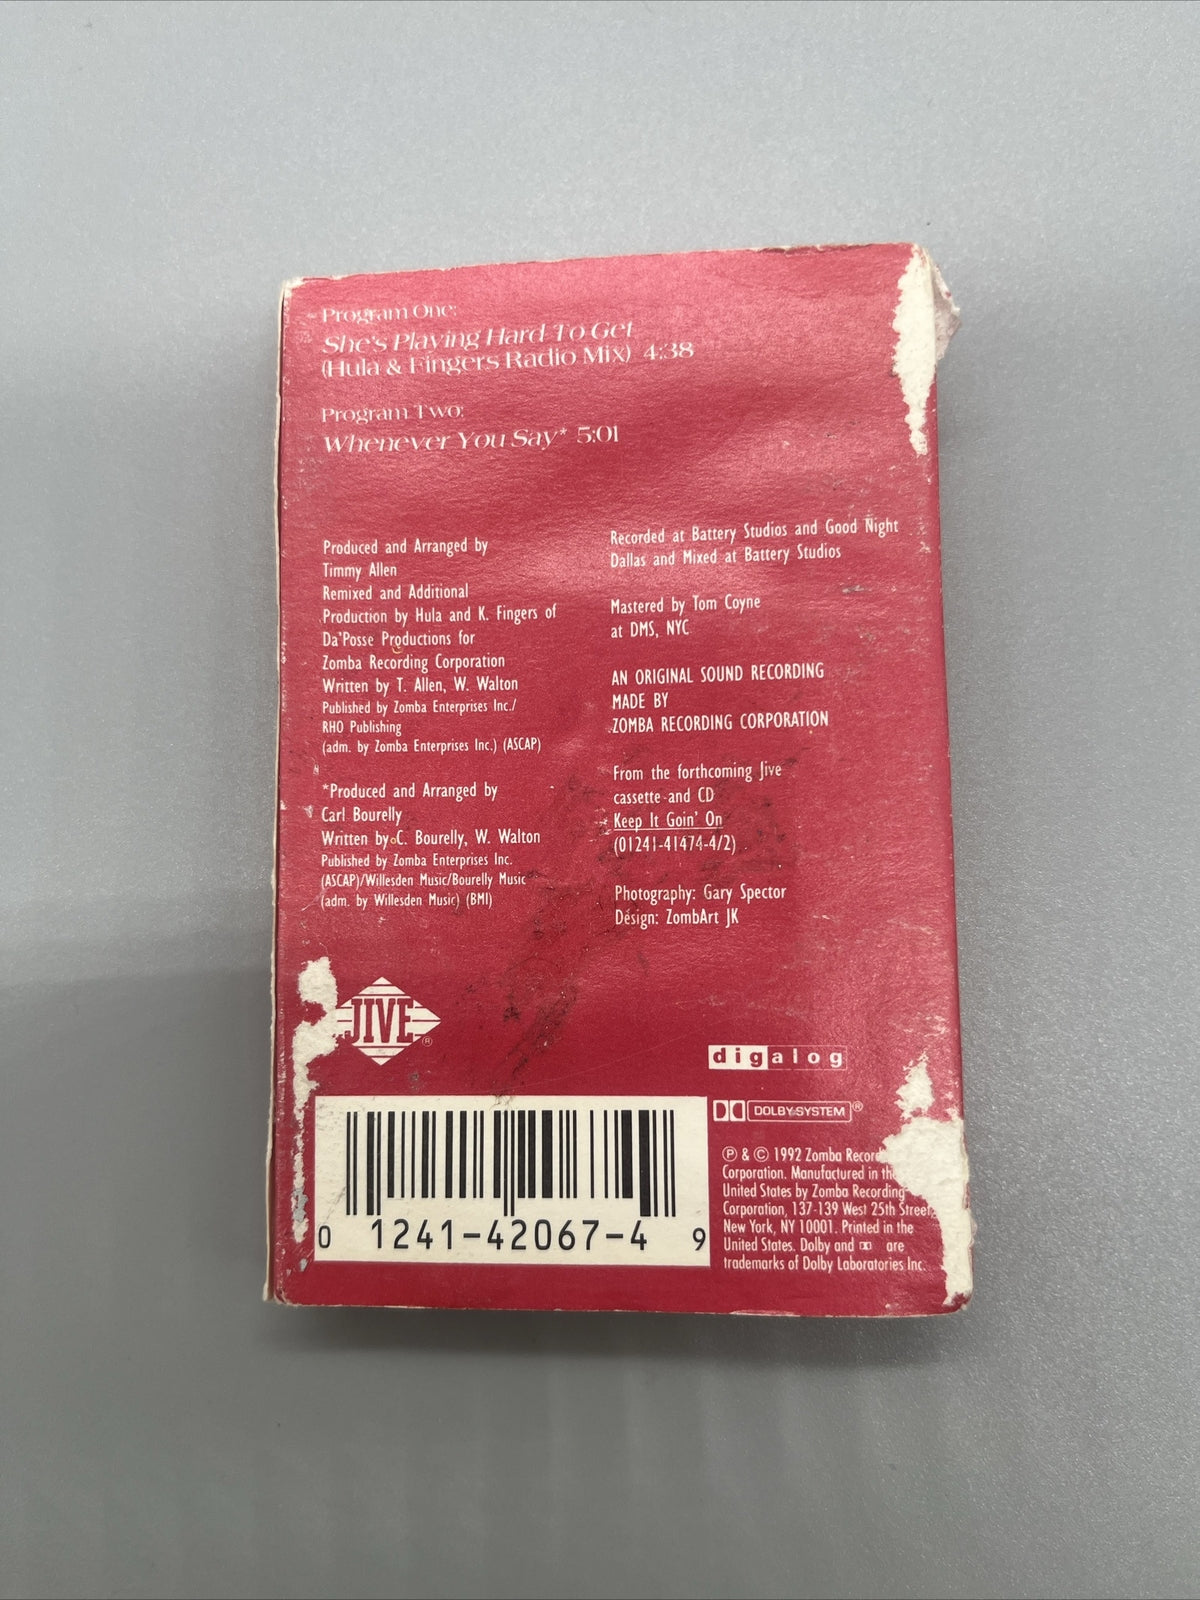 Program One:
She's Playing Hard To Get
(Hula & Fingers Radio Mix) 4:38
Program Two:
Whenever You Say* 5:01
Produced and Arranged by
Timmy Allen
Remixed and Additional
Production by Hula and K. Fingers of
Da'Posse Productions for
Zomba Recording Corporation
Written by T. Allen, W. Walton
Published by Zomba Enterprises Inc./
RHO Publishing
(adm. by Zomba Enterprises Inc.) (ASCAP)
*Produced and Arranged by
Carl Bourelly
Written by C. Bourelly, W. Walton
Published by Zomba Enterprises Inc.
(ASCAP)/Willesden Music/Bourelly Music
(adm. by Willesden Music) (BMI)
Recorded at Battery Studios and Good Night
Dallas and Mixed at Battery Studios
Mastered by Tom Coyne
at DMS, NYC
AN ORIGINAL SOUND RECORDING
MADE BY
ZOMBA RECORDING CORPORATION
From the forthcoming Jive
cassette and CD
Keep It Goin' On
(01241-41474-4/2)
Photography: Gary Spector
Design: ZombArt JK
JIVE ®
digalog
DOLBY SYSTEM ®
0 1241-42067-4 9
℗ & © 1992 Zomba
Corporation. Manufactured in the
United States by Zomba Recording
Corporation, 137-139 West 25th Street,
New York, NY 10001. Printed in the
United States. Dolby and are
trademarks of Dolby Laboratories Inc.